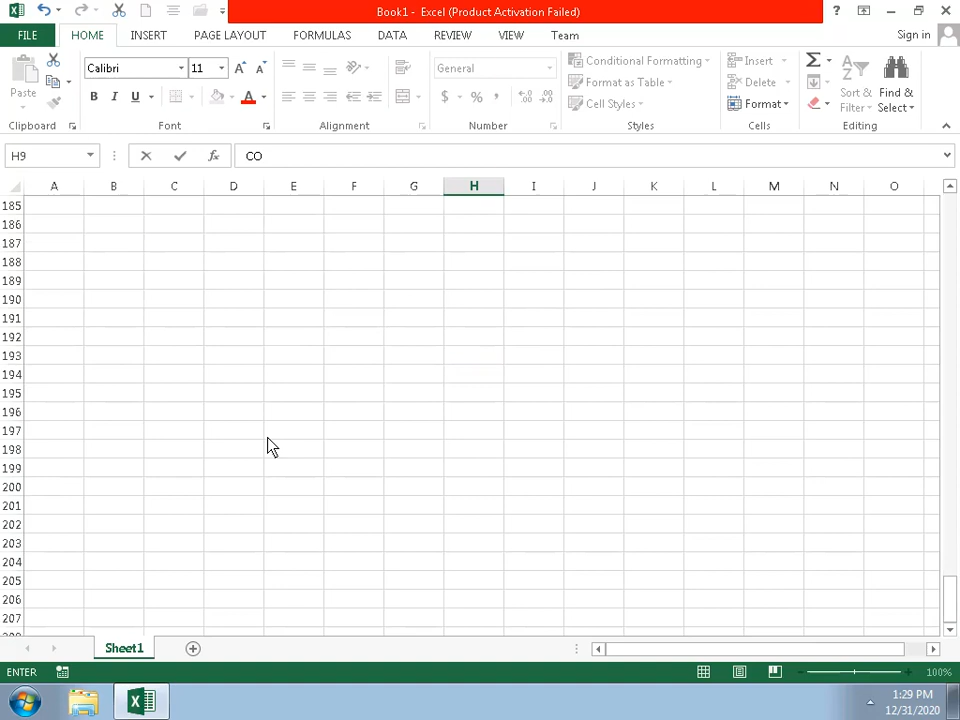 Book1 - Excel (Product Activation Failed)
?
FILE HOME INSERT PAGE LAYOUT FORMULAS DATA REVIEW VIEW Team Sign in
Paste
Calibri 11
B I U A
General
$ % ,
Conditional Formatting
Format as Table
Cell Styles
Insert
Delete
Format
Sort & Filter
Find & Select
Clipboard Font Alignment Number Styles Cells Editing
H9 fx CO
A B C D E F G H I J K L M N O
185
186
187
188
189
190
191
192
193
194
195
196
197
198
199
200
201
202
203
204
205
206
207
208
Sheet1
ENTER 100%
1:29 PM
12/31/2020